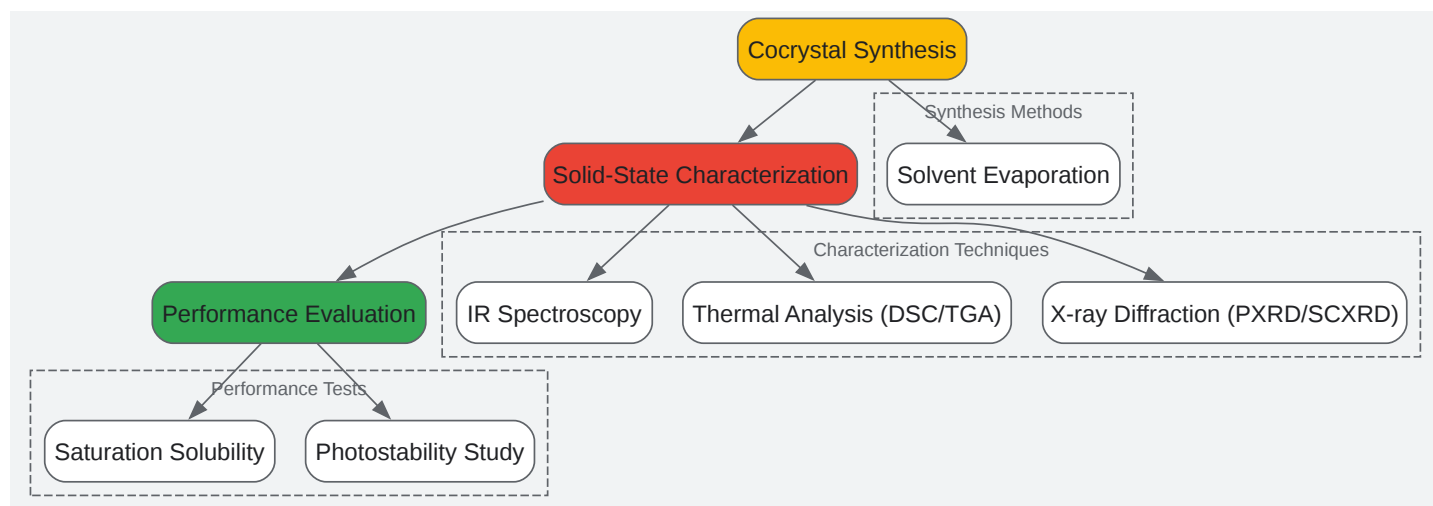 Cocrystal Synthesis
Synthesis Methods
Solid-State Characterization
Solvent Evaporation
Characterization Techniques
Performance Evaluation
IR Spectroscopy
Thermal Analysis (DSC/TGA)
X-ray Diffraction (PXRD/SCXRD)
Performance Tests
Saturation Solubility
Photostability Study